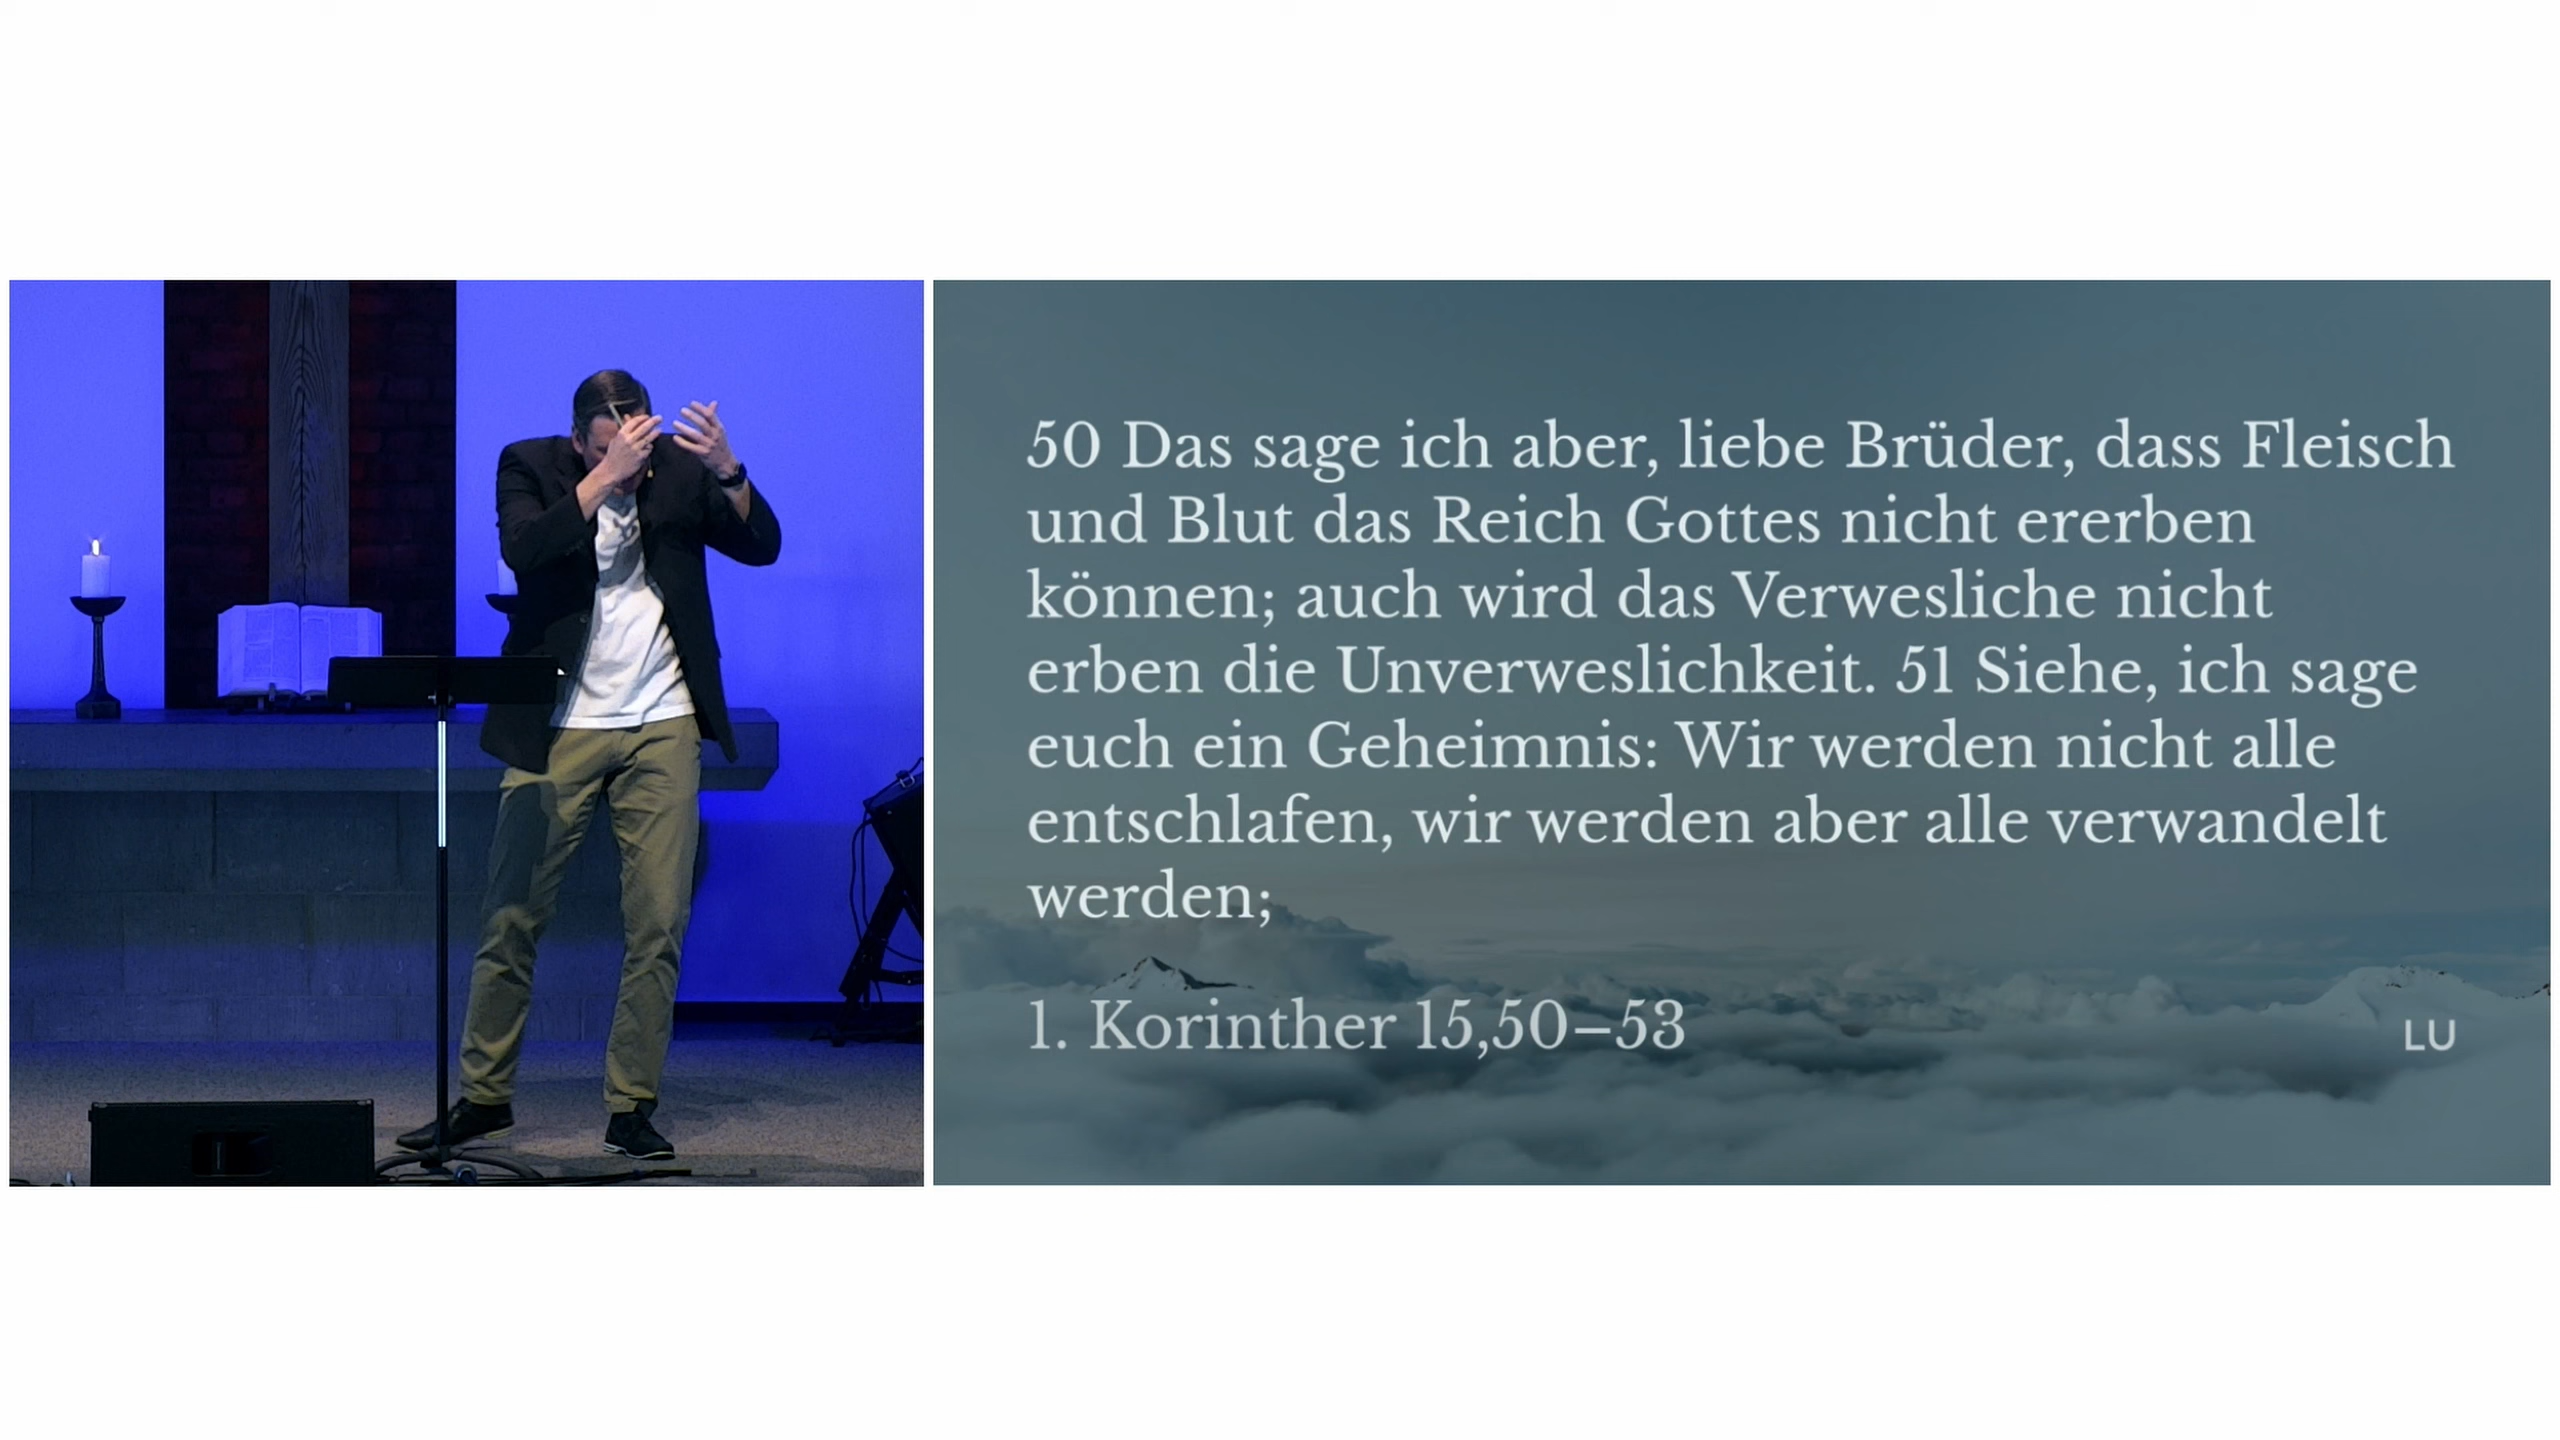 50 Das sage ich aber, liebe Brüder, dass Fleisch
und Blut das Reich Gottes nicht ererben
können; auch wird das Verwesliche nicht
erben die Unverweslichkeit. 51 Siehe, ich sage
euch ein Geheimnis: Wir werden nicht alle
entschlafen, wir werden aber alle verwandelt
werden;
1. Korinther 15,50–53
LU